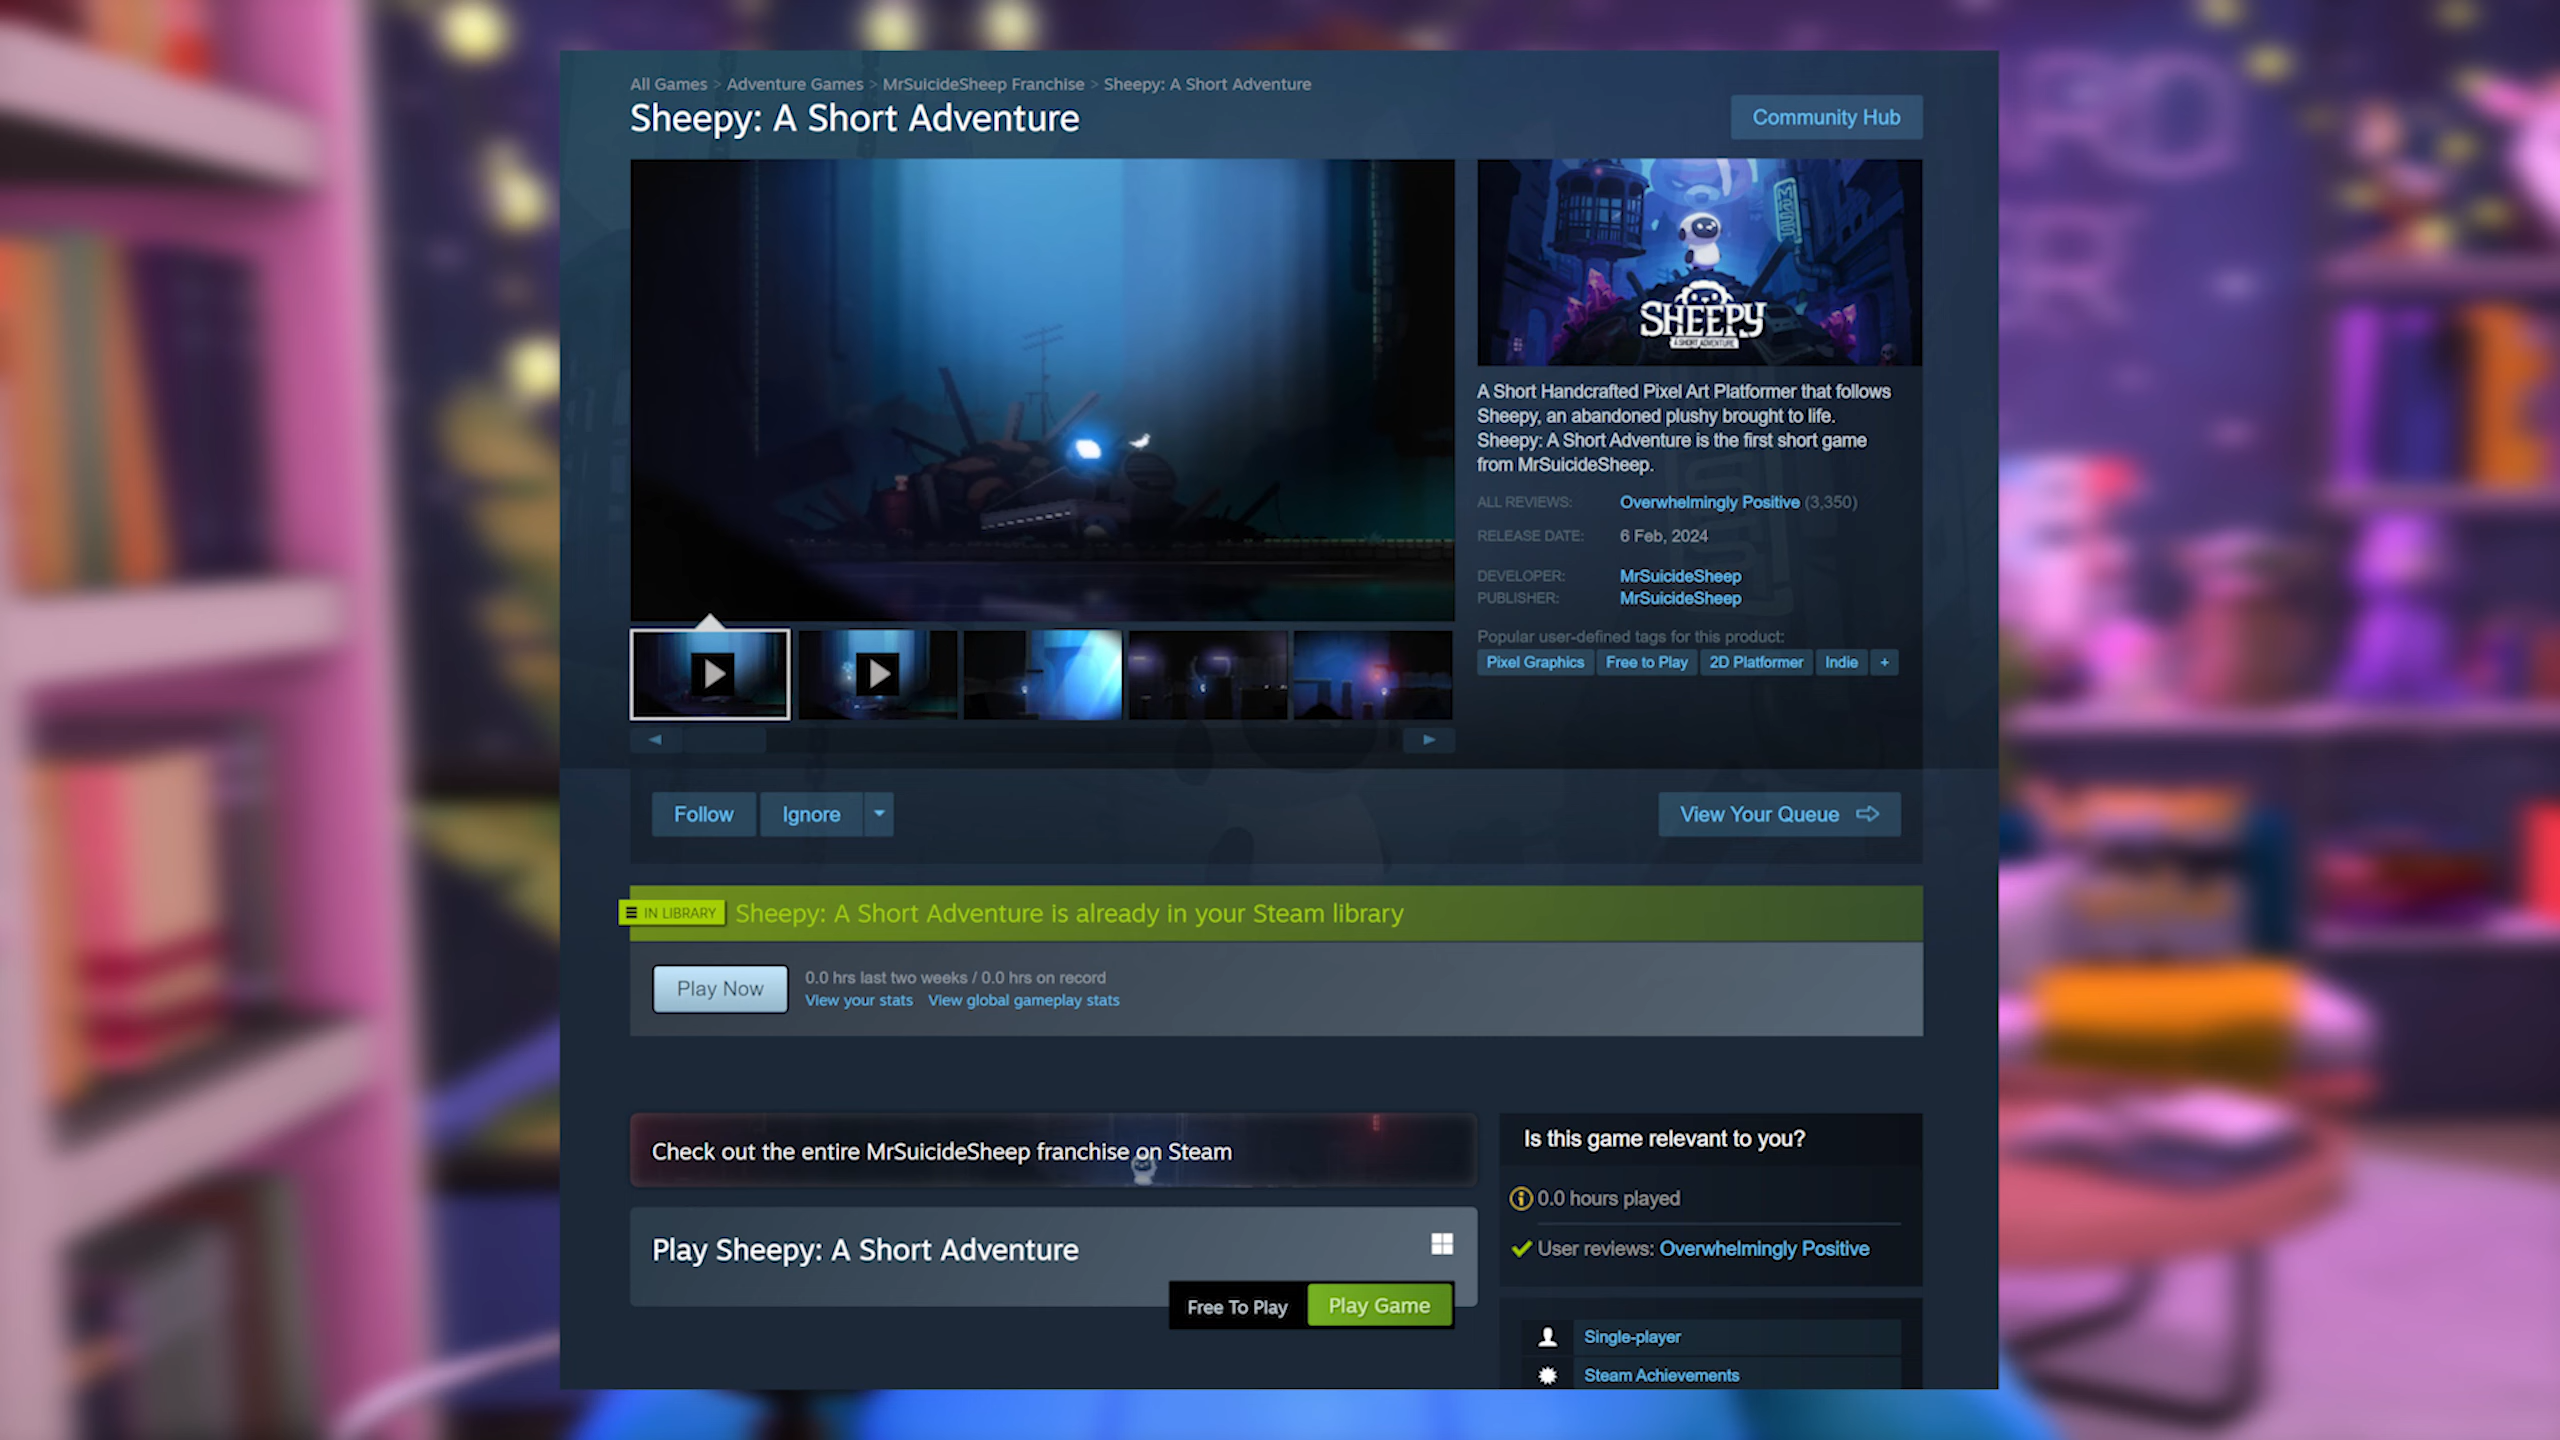 All Games > Adventure Games > MrSuicideSheep Franchise > Sheepy: A Short Adventure
Sheepy: A Short Adventure
Community Hub
SHEEPY
A SHORT ADVENTURE
A Short Handcrafted Pixel Art Platformer that follows
Sheepy, an abandoned plushy brought to life.
Sheepy: A Short Adventure is the first short game
from MrSuicideSheep.
ALL REVIEWS: Overwhelmingly Positive (3,350)
RELEASE DATE: 6 Feb, 2024
DEVELOPER: MrSuicideSheep
PUBLISHER: MrSuicideSheep
Popular user-defined tags for this product:
Pixel Graphics Free to Play 2D Platformer Indie +
Follow Ignore
View Your Queue
IN LIBRARY Sheepy: A Short Adventure is already in your Steam library
Play Now
0.0 hrs last two weeks / 0.0 hrs on record
View your stats View global gameplay stats
Check out the entire MrSuicideSheep franchise on Steam
Play Sheepy: A Short Adventure
Free To Play Play Game
Is this game relevant to you?
0.0 hours played
User reviews: Overwhelmingly Positive
Single-player
Steam Achievements